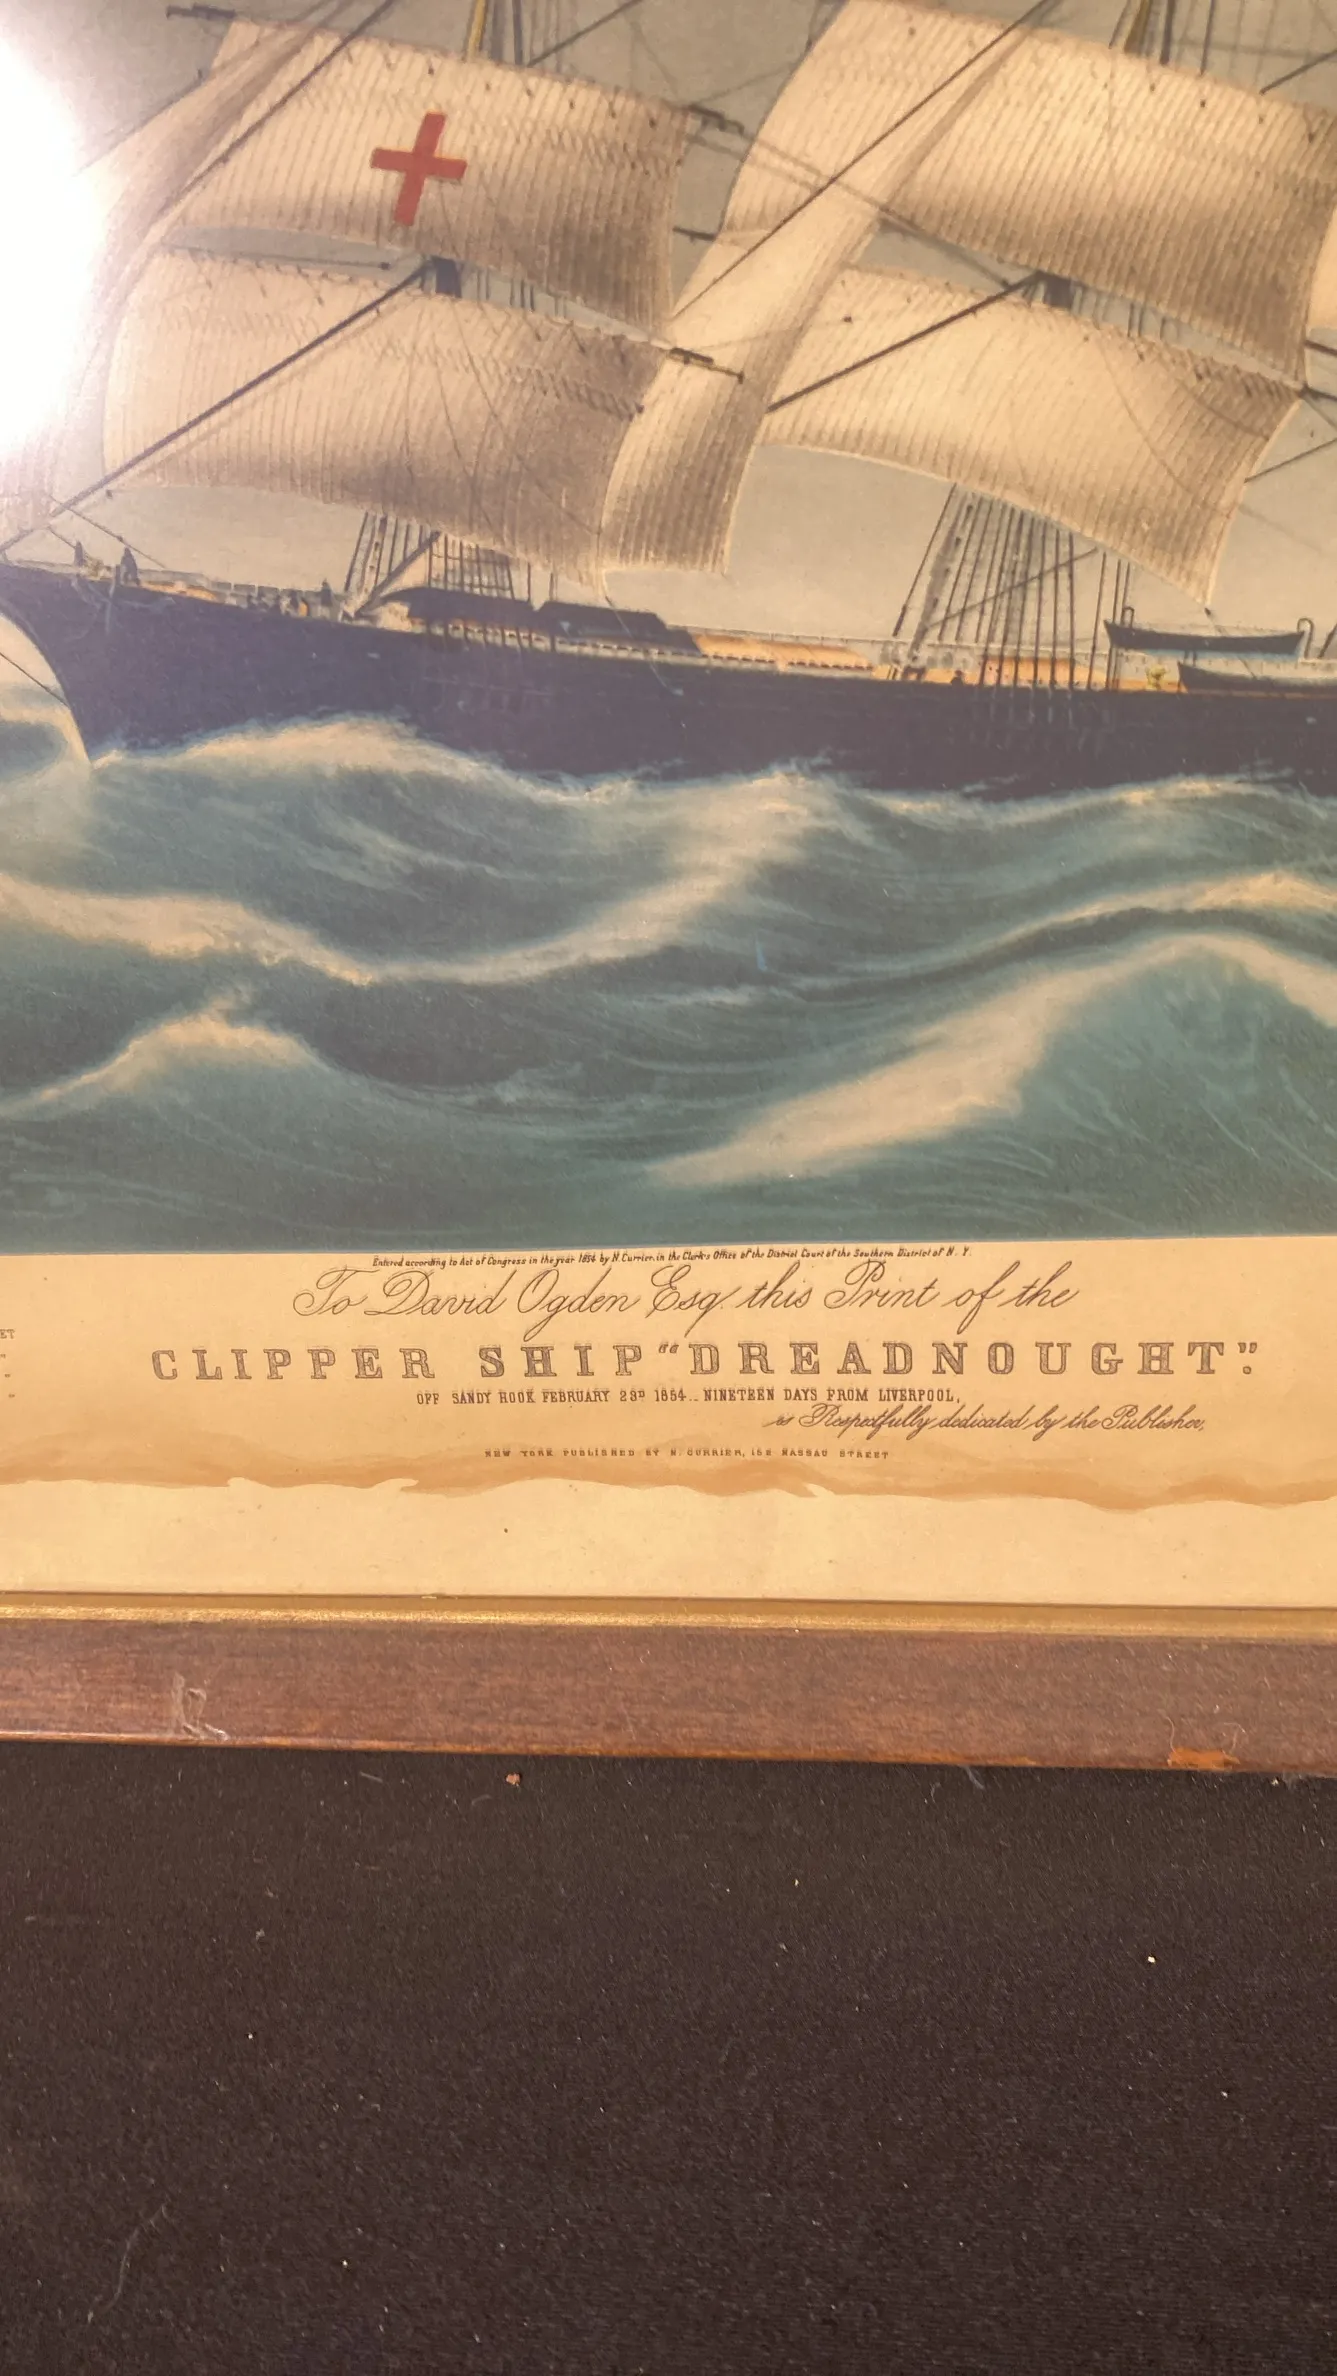 Entered according to Act of Congress in the year 1854 by N. Currier, in the Clerk's Office of the District Court of the Southern District of N. Y.
To David Ogden Esq. this Print of the
CLIPPER SHIP "DREADNOUGHT".
OFF SANDY HOOK FEBRUARY 23D 1854.. NINETEEN DAYS FROM LIVERPOOL,
is Respectfully dedicated by the Publisher,
NEW YORK PUBLISHED BY N. CURRIER, 152 NASSAU STREET